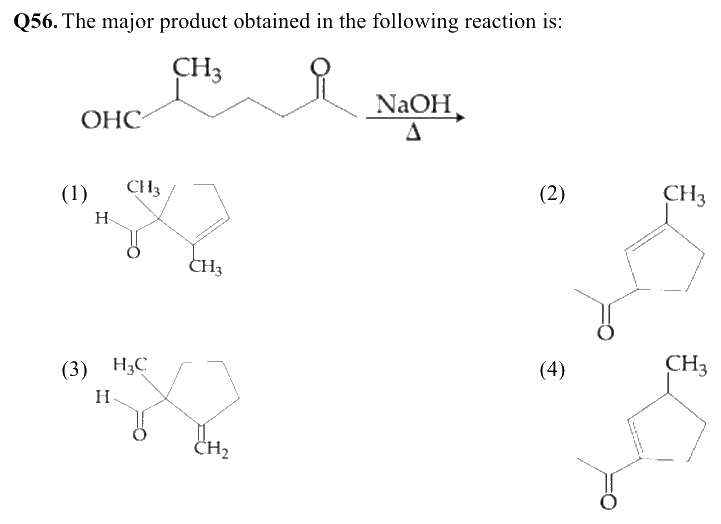 Q56. The major product obtained in the following reaction is:
CH3
O
OHC
NaOH
Δ
(1)
CH3
H
O
CH3
(2)
CH3
O
(3)
H3C
H
O
CH2
(4)
CH3
O